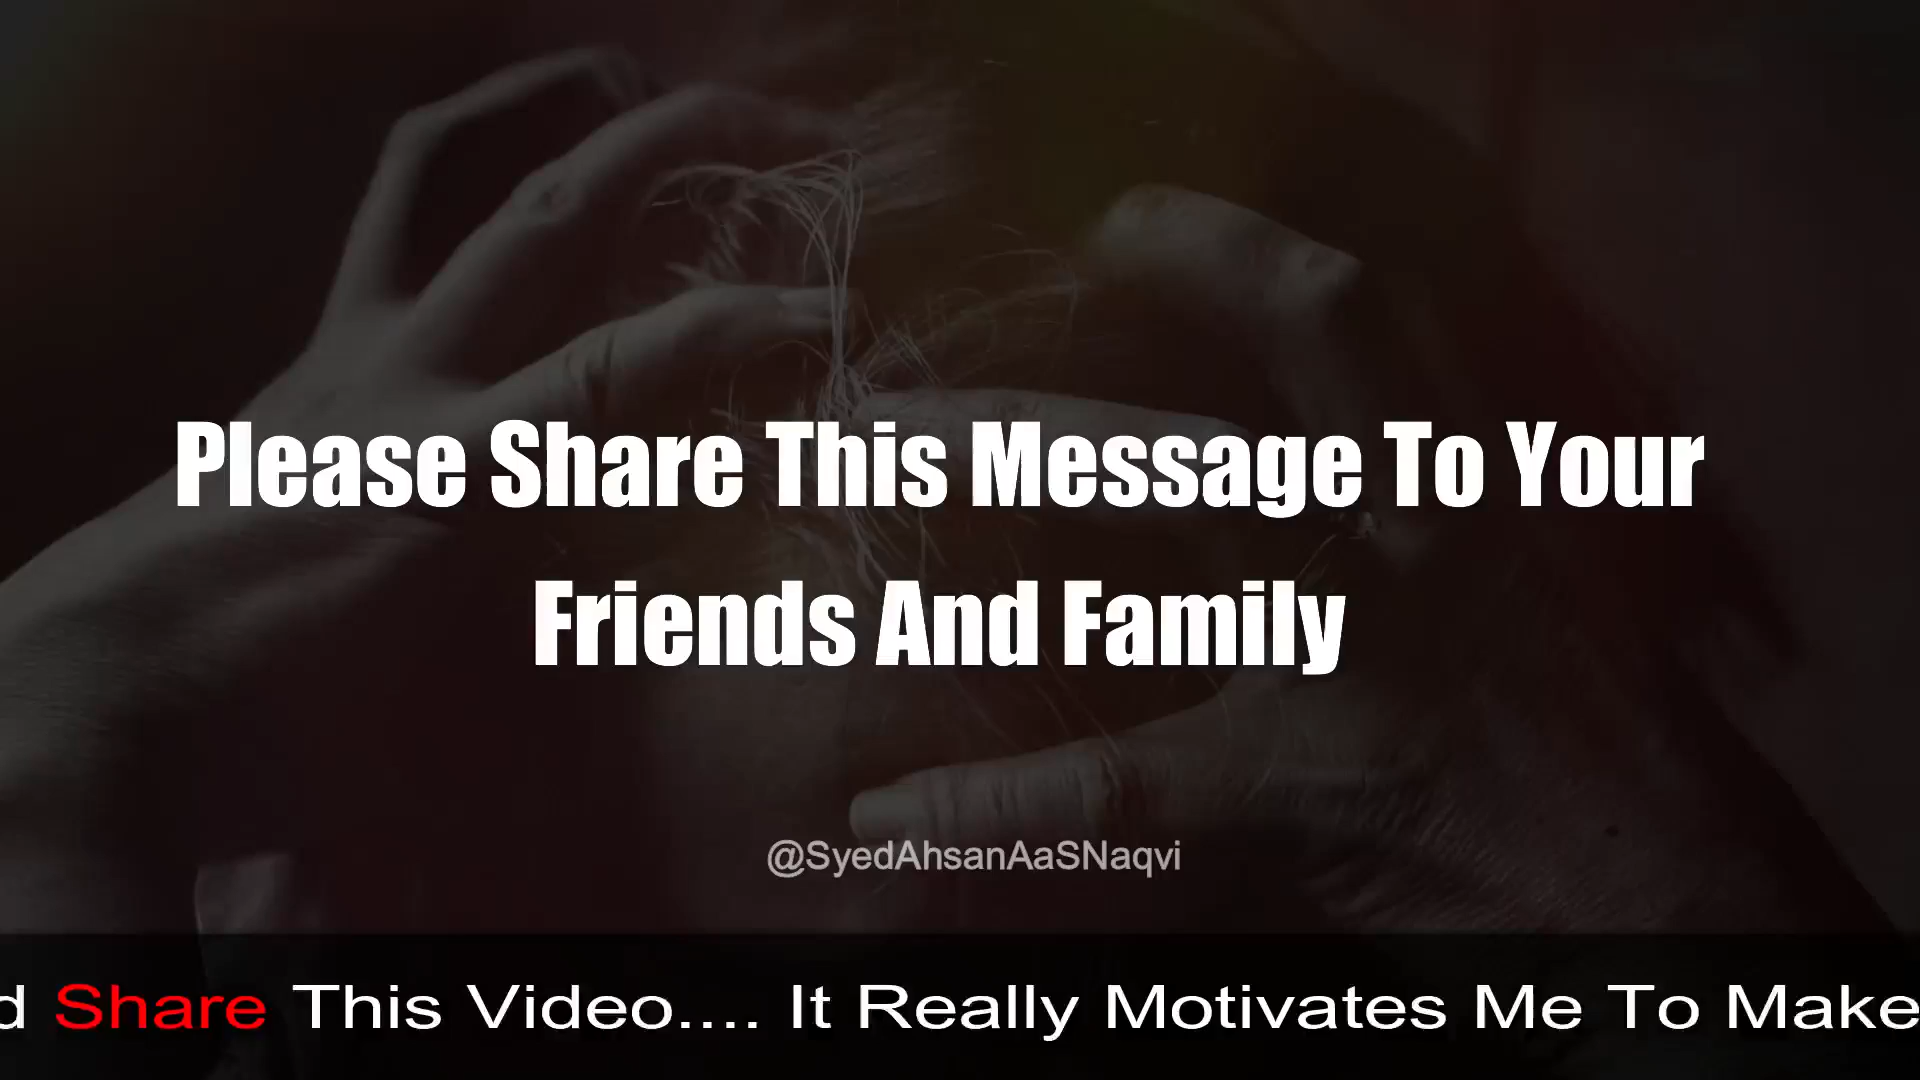 Please Share This Message To Your
Friends And Family
@SyedAhsanAaSNaqvi
d Share This Video.... It Really Motivates Me To Make